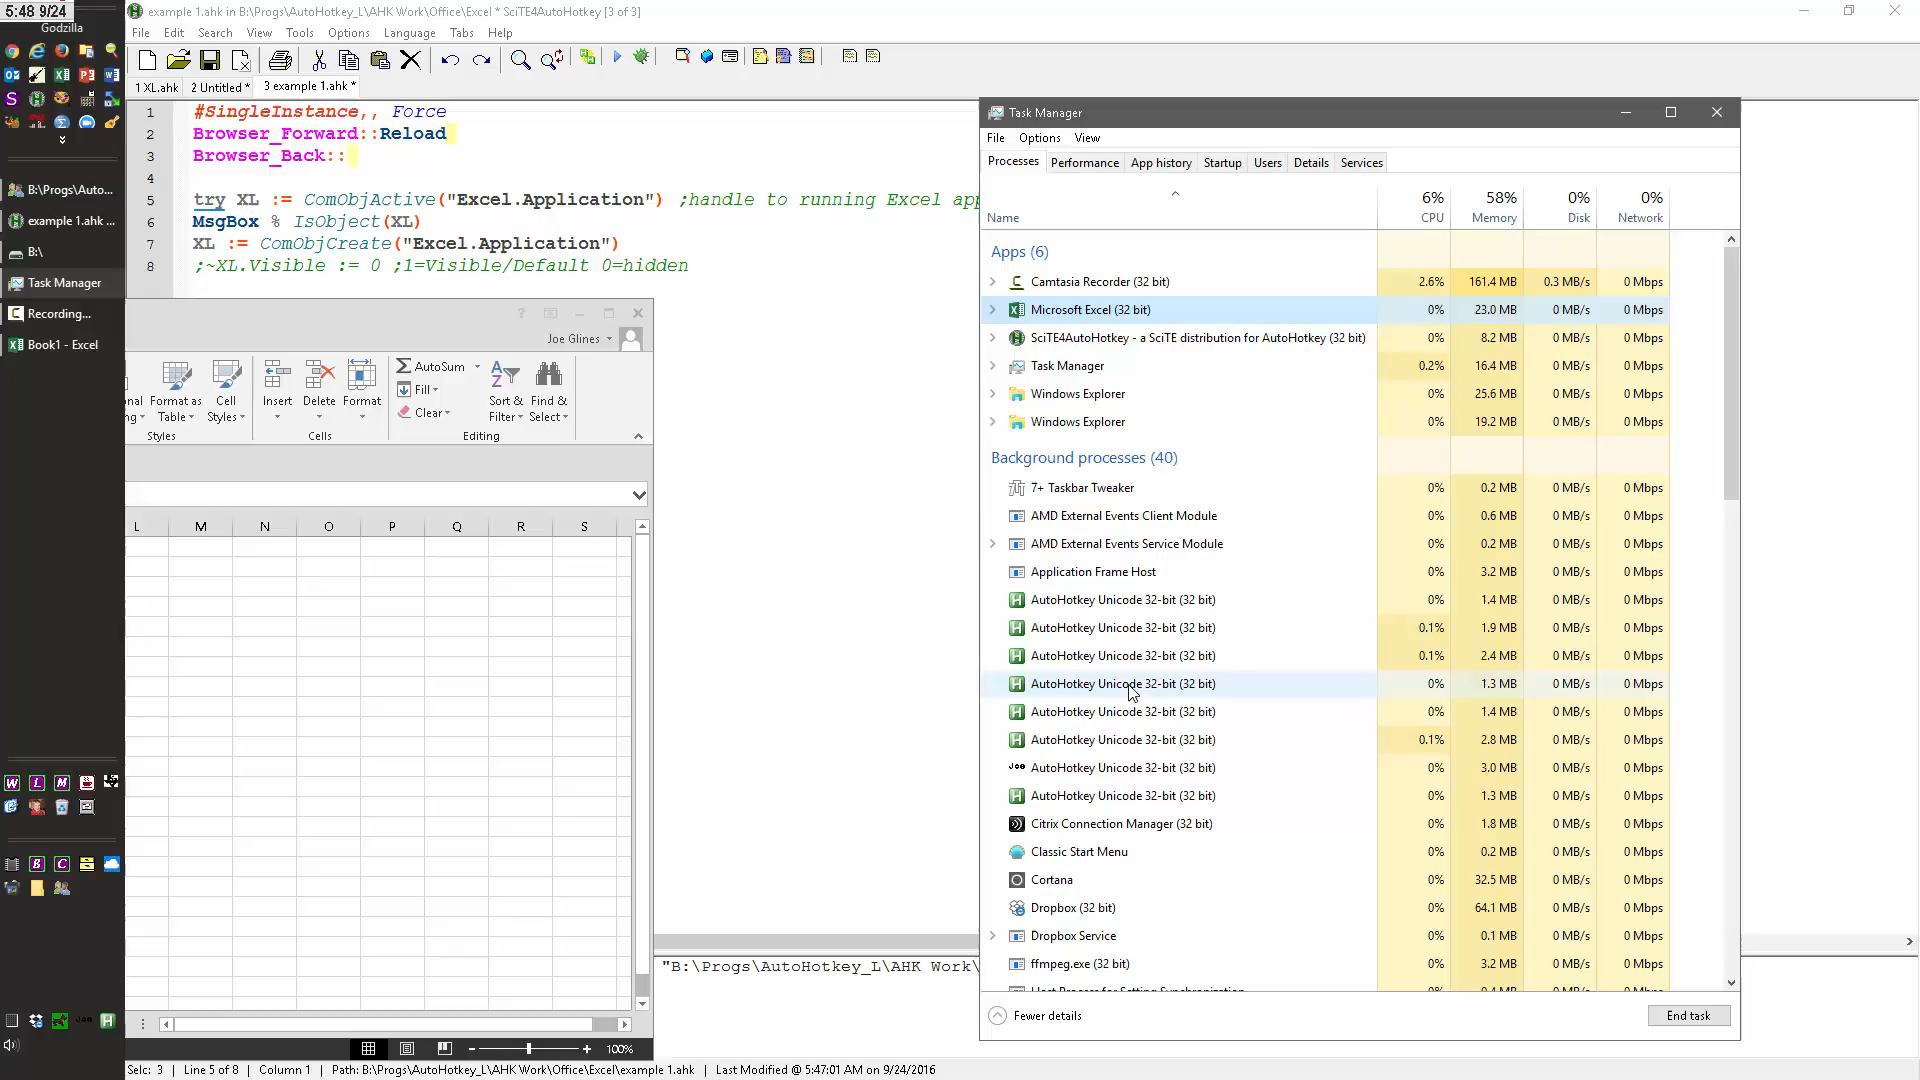 5:48 9/24
Godzilla
example 1.ahk in B:\Progs\AutoHotkey_L\AHK Work\Office\Excel * SciTE4AutoHotkey [3 of 3]
File Edit Search View Tools Options Language Tabs Help
1 XL.ahk 2 Untitled * 3 example 1.ahk *
1 #SingleInstance,, Force
2 Browser_Forward::Reload
3 Browser_Back::
4
5 try XL := ComObjActive("Excel.Application") ;handle to running Excel app
6 MsgBox % IsObject(XL)
7 XL := ComObjCreate("Excel.Application")
8 ;~XL.Visible := 0 ;1=Visible/Default 0=hidden
B:\Progs\Auto...
example 1.ahk ...
B:\
Task Manager
Recording...
Book1 - Excel
Joe Glines
Format as Table
Cell Styles
Insert
Delete
Format
AutoSum
Fill
Clear
Sort & Filter
Find & Select
Styles Cells Editing
L M N O P Q R S
100%
Task Manager
File Options View
Processes Performance App history Startup Users Details Services
6% 58% 0% 0%
Name CPU Memory Disk Network
Apps (6)
Camtasia Recorder (32 bit) 2.6% 161.4 MB 0.3 MB/s 0 Mbps
Microsoft Excel (32 bit) 0% 23.0 MB 0 MB/s 0 Mbps
SciTE4AutoHotkey - a SciTE distribution for AutoHotkey (32 bit) 0% 8.2 MB 0 MB/s 0 Mbps
Task Manager 0.2% 16.4 MB 0 MB/s 0 Mbps
Windows Explorer 0% 25.6 MB 0 MB/s 0 Mbps
Windows Explorer 0% 19.2 MB 0 MB/s 0 Mbps
Background processes (40)
7+ Taskbar Tweaker 0% 0.2 MB 0 MB/s 0 Mbps
AMD External Events Client Module 0% 0.6 MB 0 MB/s 0 Mbps
AMD External Events Service Module 0% 0.2 MB 0 MB/s 0 Mbps
Application Frame Host 0% 3.2 MB 0 MB/s 0 Mbps
AutoHotkey Unicode 32-bit (32 bit) 0% 1.4 MB 0 MB/s 0 Mbps
AutoHotkey Unicode 32-bit (32 bit) 0.1% 1.9 MB 0 MB/s 0 Mbps
AutoHotkey Unicode 32-bit (32 bit) 0.1% 2.4 MB 0 MB/s 0 Mbps
AutoHotkey Unicode 32-bit (32 bit) 0% 1.3 MB 0 MB/s 0 Mbps
AutoHotkey Unicode 32-bit (32 bit) 0% 1.4 MB 0 MB/s 0 Mbps
AutoHotkey Unicode 32-bit (32 bit) 0.1% 2.8 MB 0 MB/s 0 Mbps
Joe AutoHotkey Unicode 32-bit (32 bit) 0% 3.0 MB 0 MB/s 0 Mbps
AutoHotkey Unicode 32-bit (32 bit) 0% 1.3 MB 0 MB/s 0 Mbps
Citrix Connection Manager (32 bit) 0% 1.8 MB 0 MB/s 0 Mbps
Classic Start Menu 0% 0.2 MB 0 MB/s 0 Mbps
Cortana 0% 32.5 MB 0 MB/s 0 Mbps
Dropbox (32 bit) 0% 64.1 MB 0 MB/s 0 Mbps
Dropbox Service 0% 0.1 MB 0 MB/s 0 Mbps
ffmpeg.exe (32 bit) 0% 3.2 MB 0 MB/s 0 Mbps
Host Process for Setting Synchronization 0% 0.4 MB 0 MB/s 0 Mbps
Fewer details End task
"B:\Progs\AutoHotkey_L\AHK Work\
Selc: 3 | Line 5 of 8 | Column 1 | Path: B:\Progs\AutoHotkey_L\AHK Work\Office\Excel\example 1.ahk | Last Modified @ 5:47:01 AM on 9/24/2016